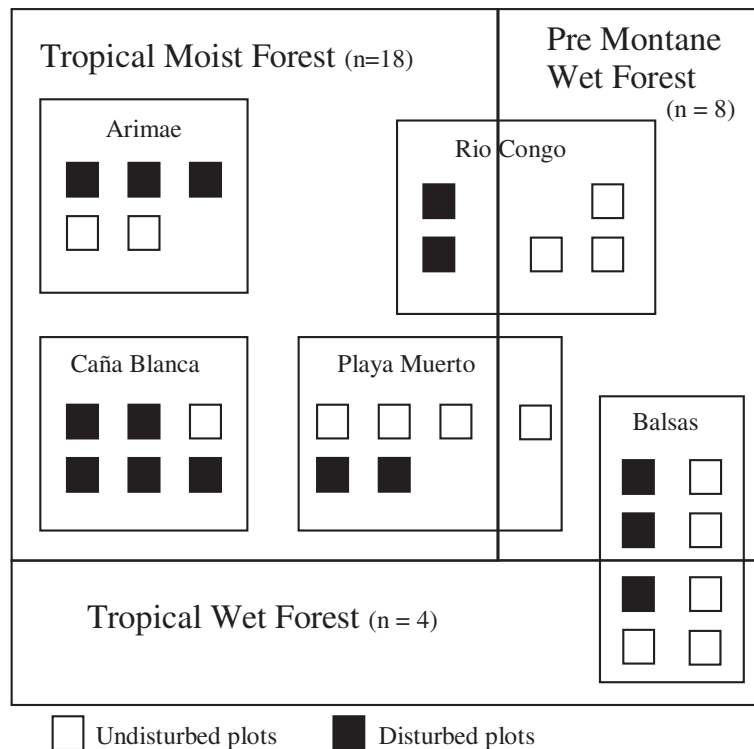 Tropical Moist Forest (n=18)
Pre Montane
Wet Forest
(n = 8)
Arimae
Rio Congo
Caña Blanca
Playa Muerto
Balsas
Tropical Wet Forest (n = 4)
Undisturbed plots
Disturbed plots